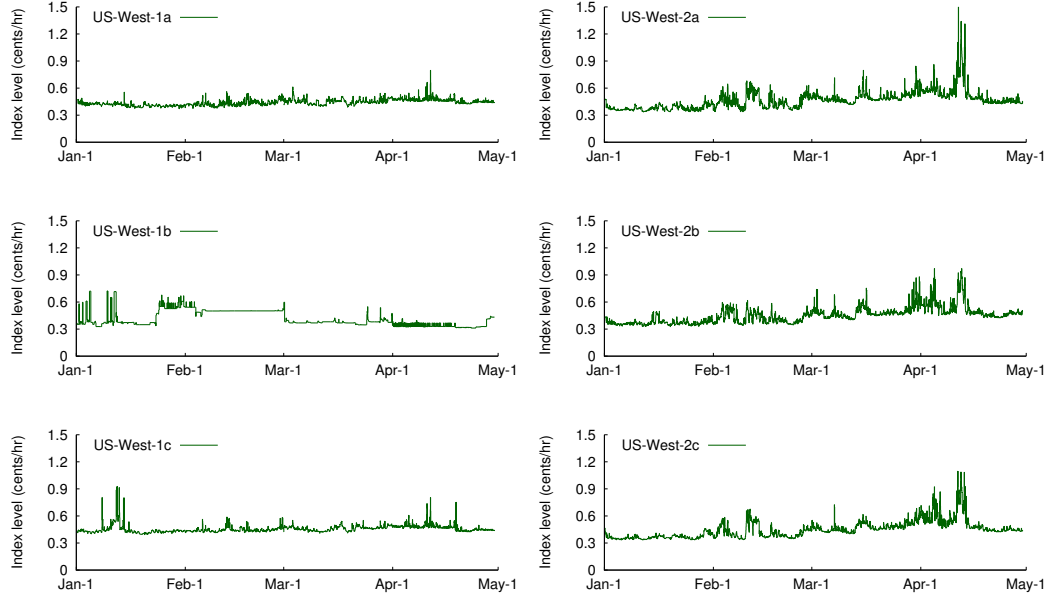 US-West-1a
Index level (cents/hr)
1.5
1.2
0.9
0.6
0.3
0
Jan-1 Feb-1 Mar-1 Apr-1 May-1
US-West-2a
Index level (cents/hr)
1.5
1.2
0.9
0.6
0.3
0
Jan-1 Feb-1 Mar-1 Apr-1 May-1
US-West-1b
Index level (cents/hr)
1.5
1.2
0.9
0.6
0.3
0
Jan-1 Feb-1 Mar-1 Apr-1 May-1
US-West-2b
Index level (cents/hr)
1.5
1.2
0.9
0.6
0.3
0
Jan-1 Feb-1 Mar-1 Apr-1 May-1
US-West-1c
Index level (cents/hr)
1.5
1.2
0.9
0.6
0.3
0
Jan-1 Feb-1 Mar-1 Apr-1 May-1
US-West-2c
Index level (cents/hr)
1.5
1.2
0.9
0.6
0.3
0
Jan-1 Feb-1 Mar-1 Apr-1 May-1